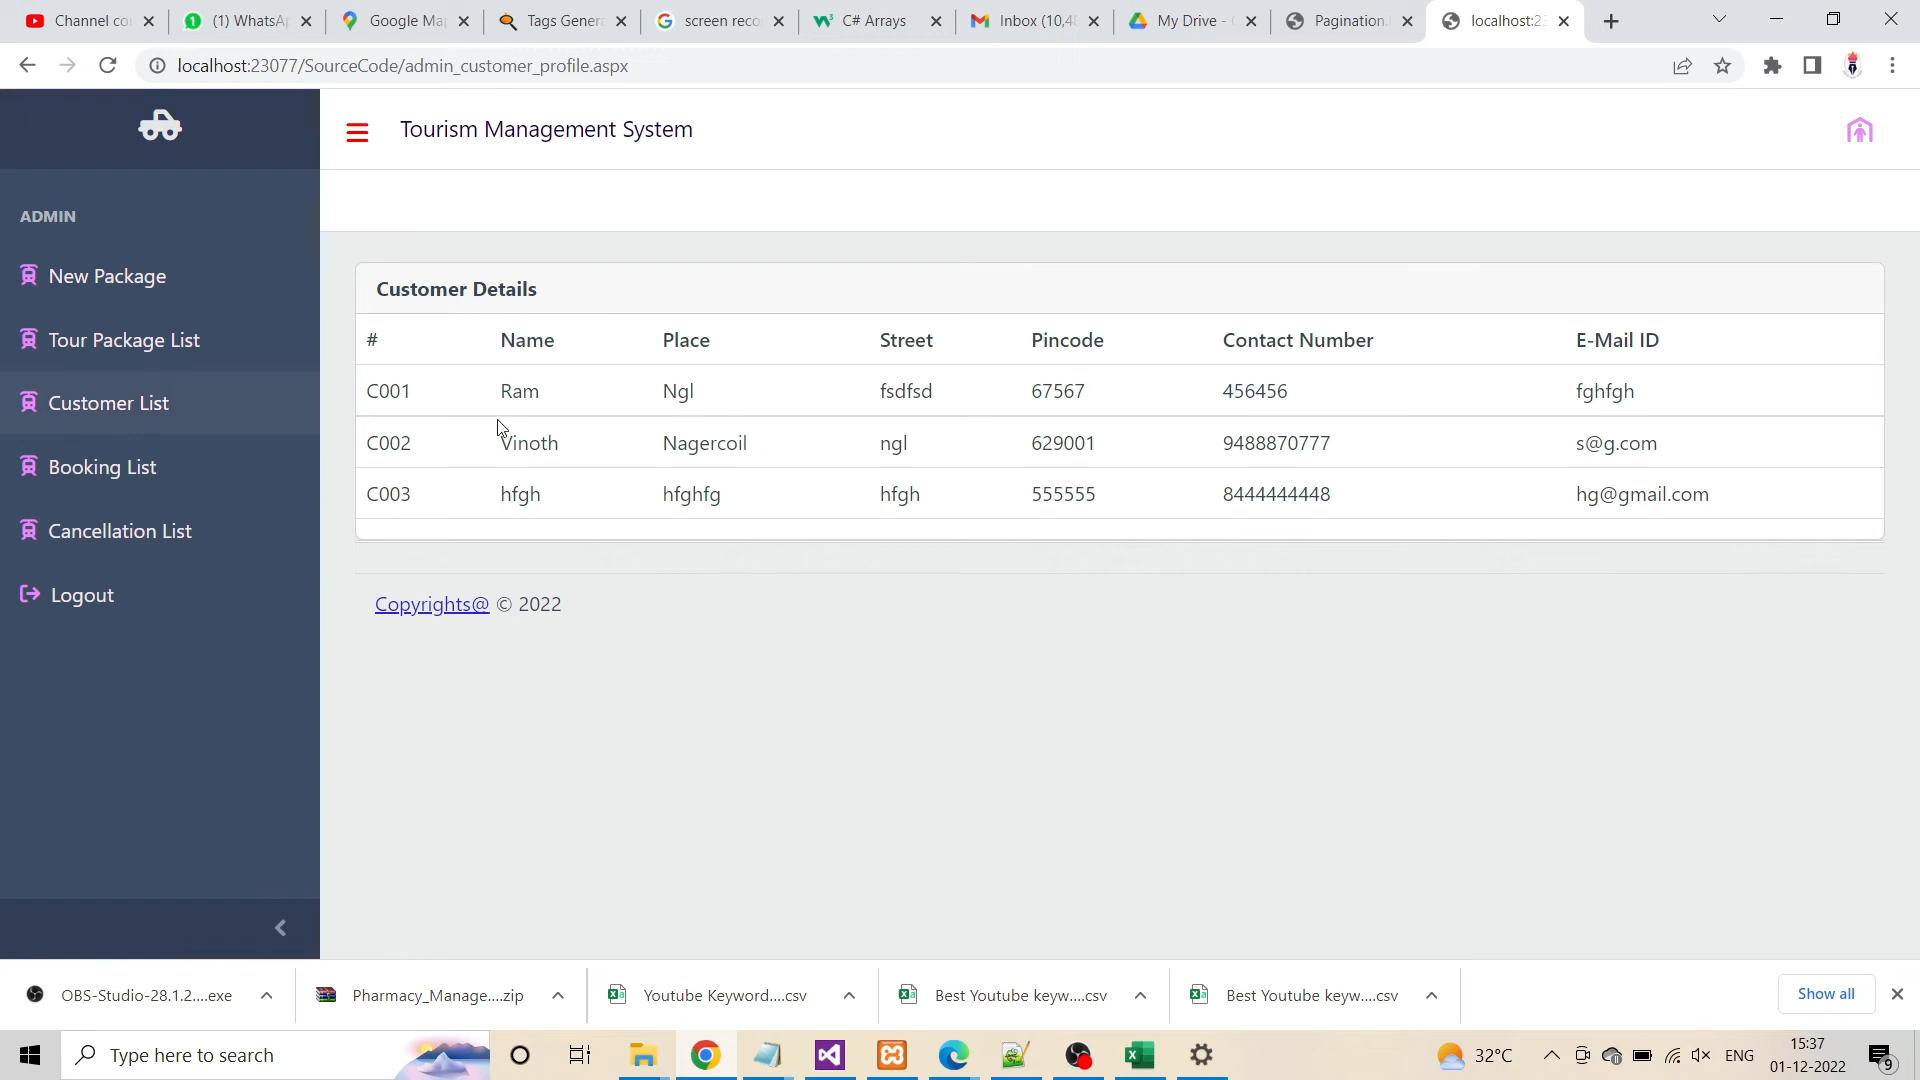 Channel co
(1) WhatsA
Google Ma
Tags Gener
screen reco
C# Arrays
Inbox (10,4
My Drive -
Pagination.
localhost:23
localhost:23077/SourceCode/admin_customer_profile.aspx
Tourism Management System
ADMIN
New Package
Tour Package List
Customer List
Booking List
Cancellation List
Logout
Customer Details
# Name Place Street Pincode Contact Number E-Mail ID
C001 Ram Ngl fsdfsd 67567 456456 fghfgh
C002 Vinoth Nagercoil ngl 629001 9488870777 s@g.com
C003 hfgh hfghfg hfgh 555555 8444444448 hg@gmail.com
Copyrights@ © 2022
OBS-Studio-28.1.2....exe
Pharmacy_Manage....zip
Youtube Keyword....csv
Best Youtube keyw....csv
Best Youtube keyw....csv
Show all
Type here to search
32°C
ENG
15:37
01-12-2022
9